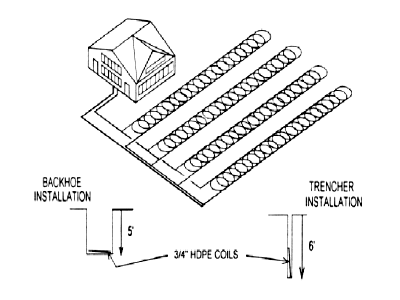 BACKHOE
INSTALLATION
TRENCHER
INSTALLATION
5'
3/4" HDPE COILS
6'